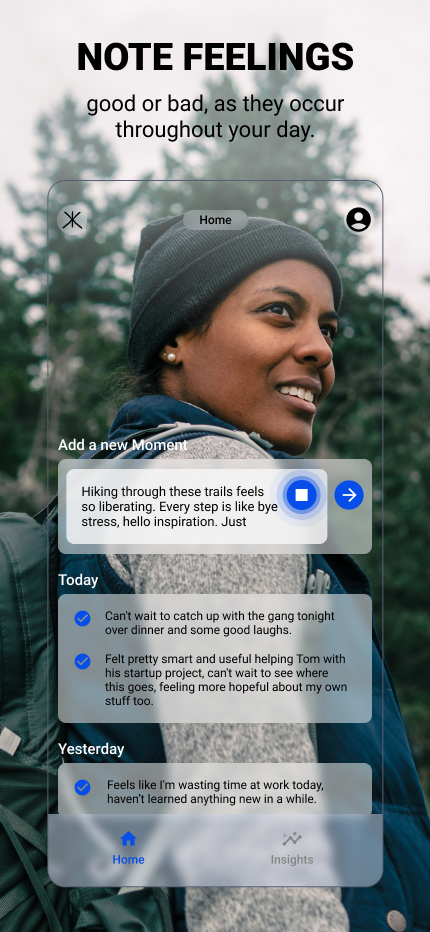 NOTE FEELINGS
good or bad, as they occur
throughout your day.
Home
Add a new Moment
Hiking through these trails feels
so liberating. Every step is like bye
stress, hello inspiration. Just
Today
Can't wait to catch up with the gang tonight
over dinner and some good laughs.
Felt pretty smart and useful helping Tom with
his startup project, can't wait to see where
this goes, feeling more hopeful about my own
stuff too.
Yesterday
Feels like I'm wasting time at work today,
haven't learned anything new in a while.
Home
Insights